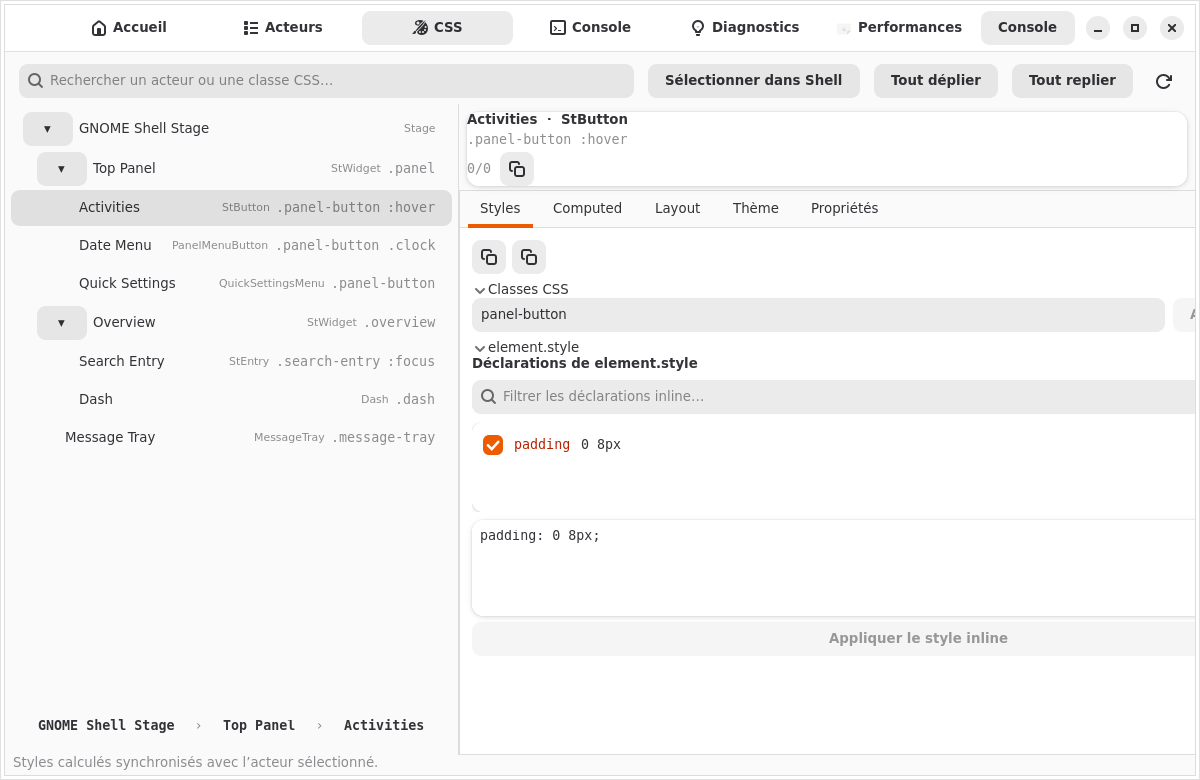 Accueil Acteurs CSS Console Diagnostics Performances Console
Rechercher un acteur ou une classe CSS… Sélectionner dans Shell Tout déplier Tout replier
GNOME Shell Stage Stage
Top Panel StWidget .panel
Activities StButton .panel-button :hover
Date Menu PanelMenuButton .panel-button .clock
Quick Settings QuickSettingsMenu .panel-button
Overview StWidget .overview
Search Entry StEntry .search-entry :focus
Dash Dash .dash
Message Tray MessageTray .message-tray
GNOME Shell Stage › Top Panel › Activities
Activities · StButton
.panel-button :hover
0/0
Styles Computed Layout Thème Propriétés
Classes CSS
panel-button
element.style
Déclarations de element.style
Filtrer les déclarations inline…
padding 0 8px
padding: 0 8px;
Appliquer le style inline
Styles calculés synchronisés avec l’acteur sélectionné.